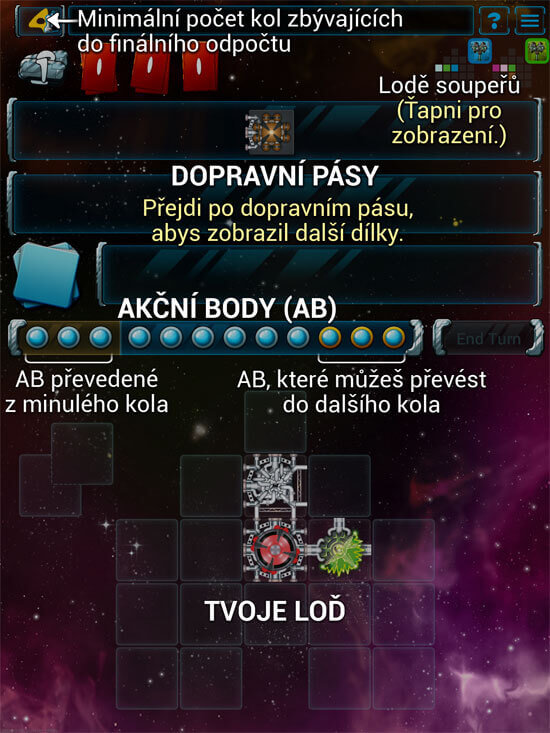 Minimální počet kol zbývajících
do finálního odpočtu
?
Lodě soupeřů
(Ťapni pro
zobrazení.)
DOPRAVNÍ PÁSY
Přejdi po dopravním pásu,
abys zobrazil další dílky.
AKČNÍ BODY (AB)
End Turn
AB převedené
z minulého kola
AB, které můžeš převést
do dalšího kola
TVOJE LOĎ